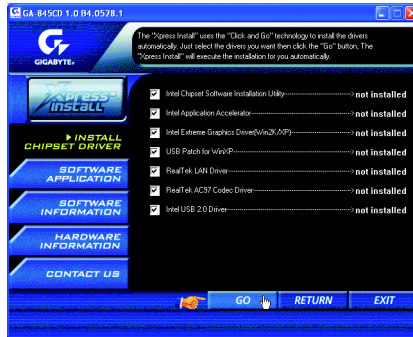 GA-845CD 1.0 B4.0528.1
GIGABYTE
The "Xpress Install" uses the "Click and Go" technology to install the drivers
automatically. Just select the drivers you want then click the "Go" button, The
"Xpress Install" will execute the installation for you automatically.
Xpress-
install
INSTALL
CHIPSET DRIVER
SOFTWARE
APPLICATION
SOFTWARE
INFORMATION
HARDWARE
INFORMATION
CONTACT US
Intel Chipset Software Installation Utility not installed
Intel Application Accelerator not installed
Intel Extreme Graphics Driver(Win2K/XP) not installed
USB Patch for WinXP not installed
RealTek LAN Driver not installed
RealTek AC97 Codec Driver not installed
Intel USB 2.0 Driver not installed
GO RETURN EXIT